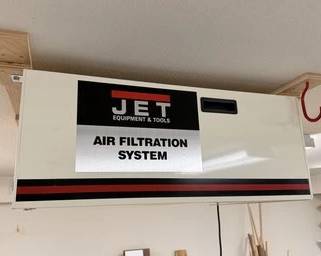 JET
EQUIPMENT & TOOLS
AIR FILTRATION
SYSTEM